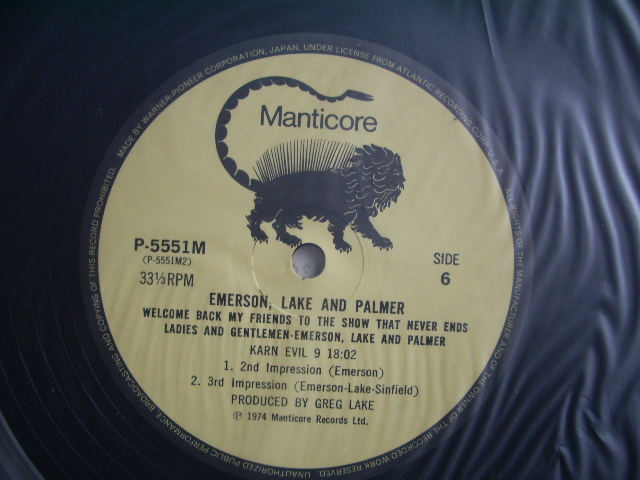 MADE BY WARNER-PIONEER CORPORATION, JAPAN, UNDER LICENSE FROM ATLANTIC RECORDING CORP. U.S.A.
ALL RIGHTS OF THE MANUFACTURER AND OF THE OWNER OF THE RECORDED WORK RESERVED. UNAUTHORIZED PUBLIC PERFORMANCE BROADCASTING AND COPYING OF THIS RECORD PROHIBITED
Manticore
P-5551M
(P-5551M2)
33⅓RPM
SIDE
6
EMERSON, LAKE AND PALMER
WELCOME BACK MY FRIENDS TO THE SHOW THAT NEVER ENDS
LADIES AND GENTLEMEN-EMERSON, LAKE AND PALMER
KARN EVIL 9 18:02
1. 2nd Impression (Emerson)
2. 3rd Impression (Emerson-Lake-Sinfield)
PRODUCED BY GREG LAKE
℗ 1974 Manticore Records Ltd.